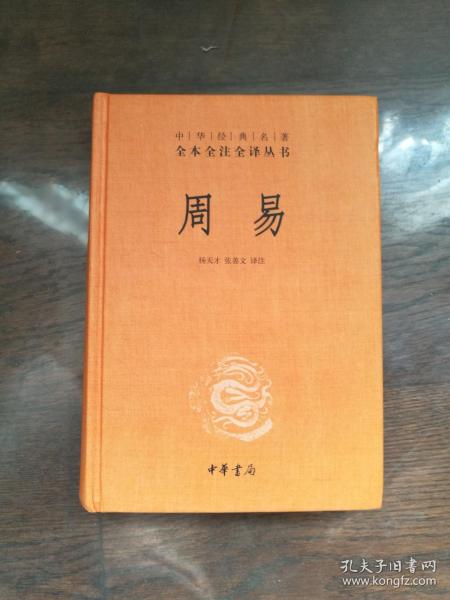 中|华|经|典|名|著
全本全注全译丛书
周易
杨天才 张善文 译注
中華書局
孔夫子旧书网
www.kongfz.com